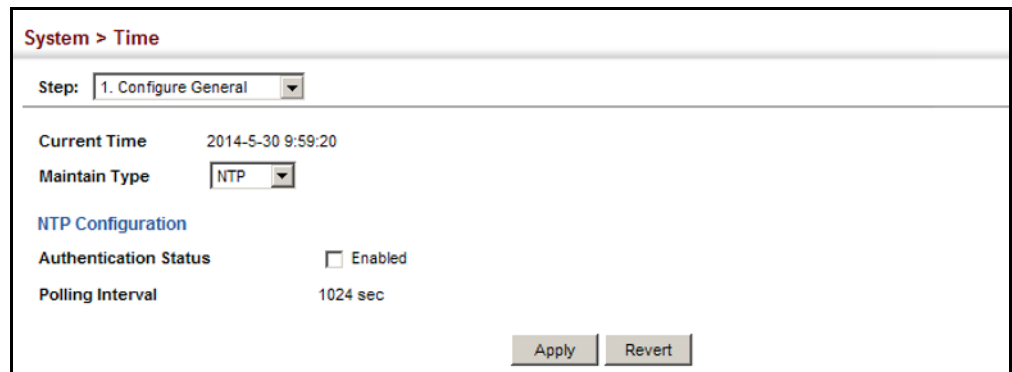 System > Time
Step: 1. Configure General
Current Time 2014-5-30 9:59:20
Maintain Type NTP
NTP Configuration
Authentication Status Enabled
Polling Interval 1024 sec
Apply Revert